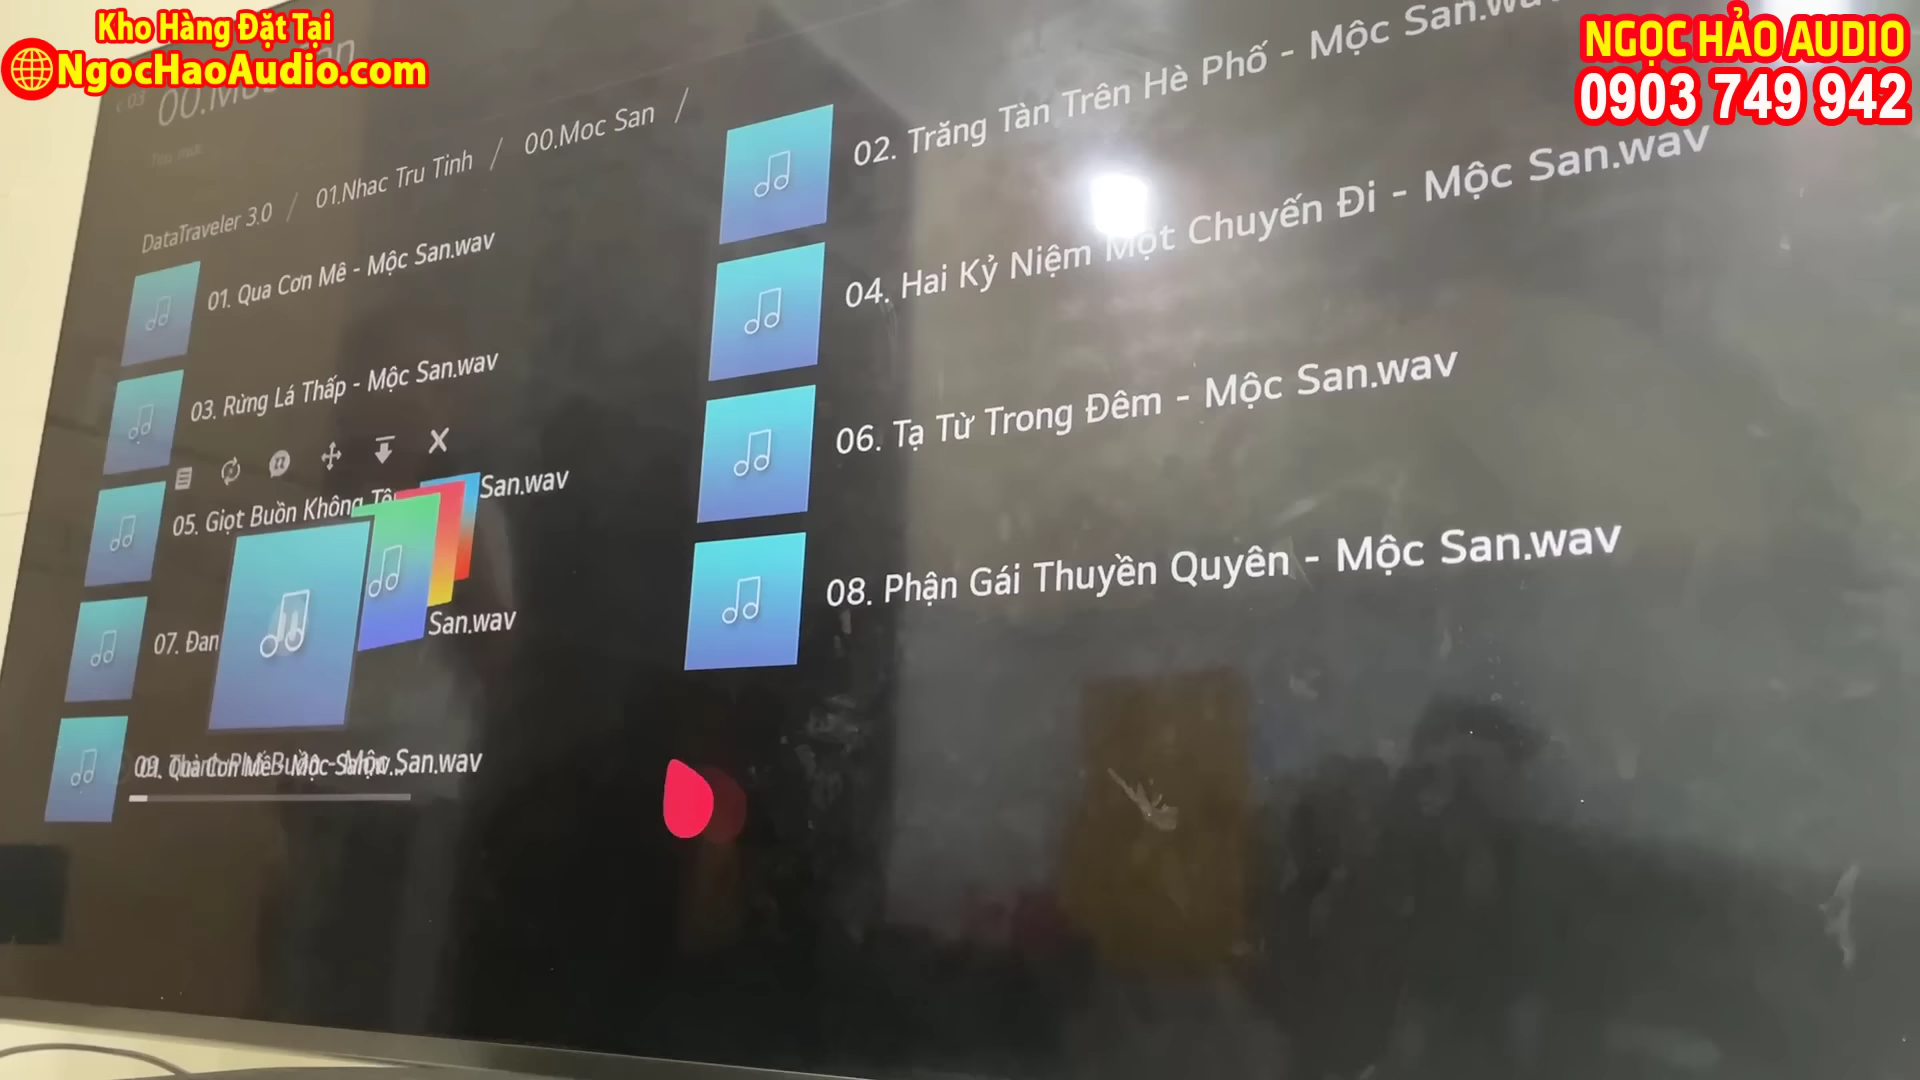 Kho Hàng Đặt Tại
NgocHaoAudio.com
NGỌC HẢO AUDIO
0903 749 942
DataTraveler 3.0 / 01.Nhac Tru Tinh / 00.Moc San /
01. Qua Cơn Mê - Mộc San.wav
02. Trăng Tàn Trên Hè Phố - Mộc San.wav
03. Rừng Lá Thấp - Mộc San.wav
04. Hai Kỷ Niệm Một Chuyến Đi - Mộc San.wav
05. Giọt Buồn Không Tên San.wav
06. Tạ Từ Trong Đêm - Mộc San.wav
07. Đan San.wav
08. Phận Gái Thuyền Quyên - Mộc San.wav
Mộc San.wav